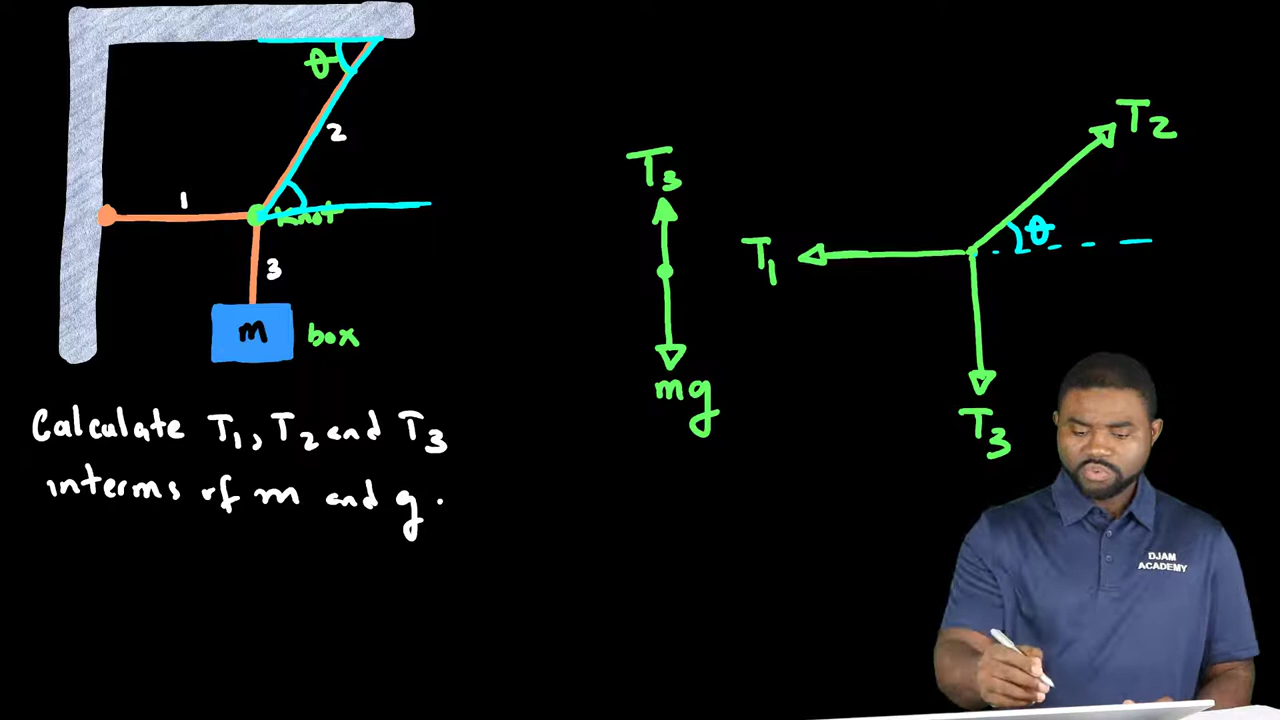 θ
2
1
Knot
3
m
box
Calculate T1, T2 and T3
interms of m and g.
T3
mg
T2
T1
θ
T3
DJAM
ACADEMY